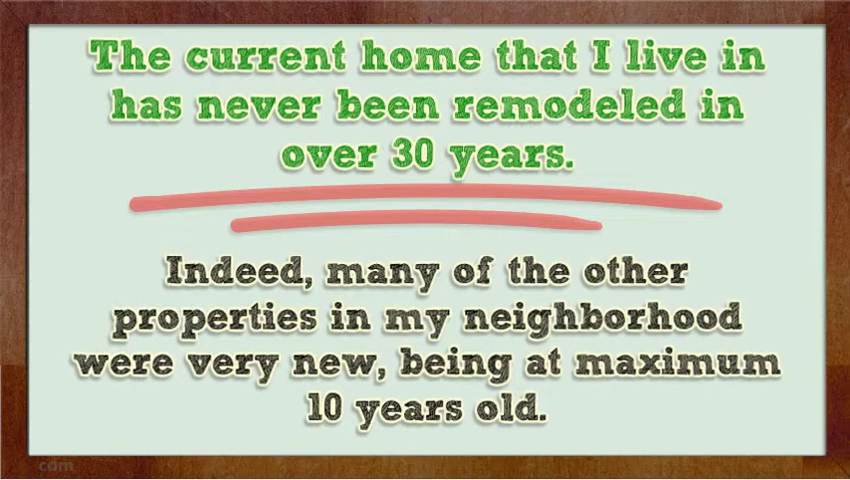 The current home that I live in
has never been remodeled in
over 30 years.
Indeed, many of the other
properties in my neighborhood
were very new, being at maximum
10 years old.
com